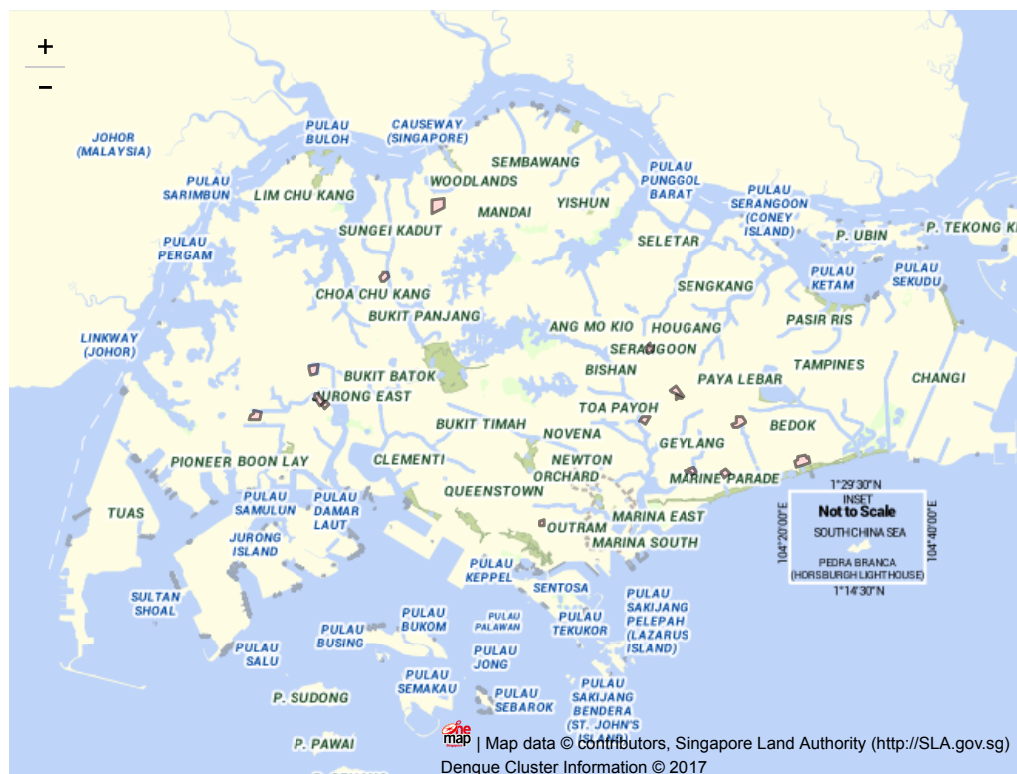 +
−
JOHOR
(MALAYSIA)
PULAU
BULOH
CAUSEWAY
(SINGAPORE)
SEMBAWANG
WOODLANDS
PULAU
SARIMBUN
LIM CHU KANG
MANDAI
YISHUN
PULAU
PUNGGOL
BARAT
PULAU
SERANGOON
(CONEY
ISLAND)
P. UBIN
P. TEKONG
SUNGEI KADUT
SELETAR
PULAU
PERGAM
PULAU
KETAM
PULAU
SEKUDU
CHOA CHU KANG
SENGKANG
BUKIT PANJANG
ANG MO KIO
HOUGANG
PASIR RIS
LINKWAY
(JOHOR)
SERANGOON
BISHAN
TAMPINES
BUKIT BATOK
PAYA LEBAR
CHANGI
JURONG EAST
TOA PAYOH
BUKIT TIMAH
NOVENA
GEYLANG
BEDOK
PIONEER
BOON LAY
CLEMENTI
NEWTON
ORCHARD
MARINE PARADE
QUEENSTOWN
TUAS
PULAU
SAMULUN
PULAU
DAMAR
LAUT
OUTRAM
MARINA EAST
MARINA SOUTH
JURONG
ISLAND
1°29'30"N
INSET
Not to Scale
SOUTH CHINA SEA
104°20'00"E
104°40'00"E
PEDRA BRANCA
(HORSBURGH LIGHTHOUSE)
1°14'30"N
PULAU
KEPPEL
SENTOSA
SULTAN
SHOAL
PULAU
BUKOM
PULAU
PALAWAN
PULAU
TEKUKOR
PULAU
SAKIJANG
PELEPAH
(LAZARUS
ISLAND)
PULAU
BUSING
PULAU
SALU
PULAU
JONG
PULAU
SEMAKAU
PULAU
SEBAROK
PULAU
SAKIJANG
BENDERA
(ST. JOHN'S
ISLAND)
P. SUDONG
P. PAWAI
One
map
| Map data © contributors, Singapore Land Authority (http://SLA.gov.sg)
Dengue Cluster Information © 2017